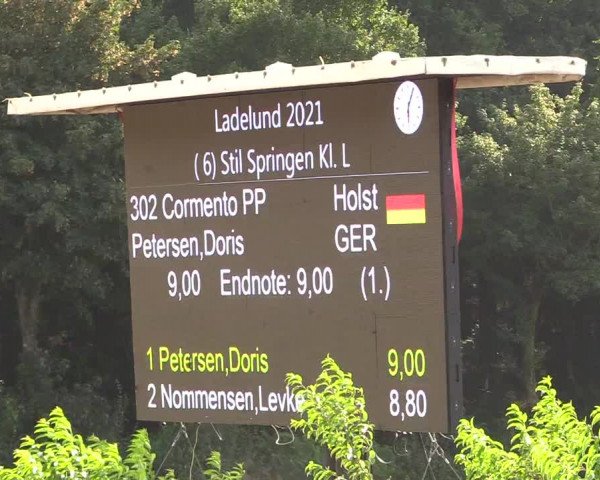 Ladelund 2021
( 6) Stil Springen Kl. L
302 Cormento PP Holst
Petersen,Doris GER
9,00 Endnote: 9,00 (1.)
1 Petersen,Doris 9,00
2 Nommensen,Levke 8,80